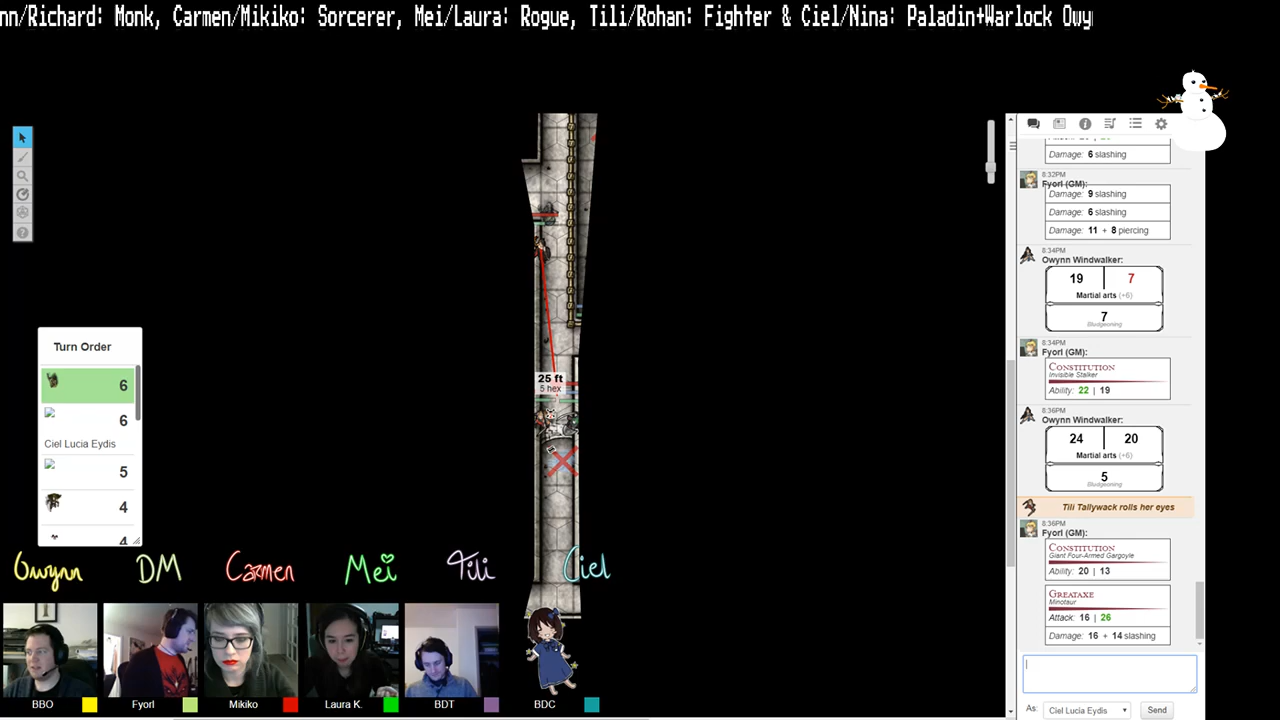 nn/Richard: Monk, Carmen/Mikiko: Sorcerer, Mei/Laura: Rogue, Tili/Rohan: Fighter & Ciel/Nina: Paladin+Warlock Owy
Damage: 6 slashing
8:32PM
Fyorl (GM):
Damage: 9 slashing
Damage: 6 slashing
Damage: 11 + 8 piercing
8:34PM
Owynn Windwalker:
19 7
Martial arts (+6)
7
Bludgeoning
8:34PM
Fyorl (GM):
Constitution
Invisible Stalker
Ability: 22 | 19
8:36PM
Owynn Windwalker:
24 20
Martial arts (+6)
5
Bludgeoning
Tili Tallywack rolls her eyes
8:36PM
Fyorl (GM):
Constitution
Giant Four-Armed Gargoyle
Ability: 20 | 13
Greataxe
Minotaur
Attack: 16 | 26
Damage: 16 + 14 slashing
As: Ciel Lucia Eydis
Send
25 ft
5 hex
Turn Order
6
6
Ciel Lucia Eydis
5
4
4
Owynn DM Carmen Mei Tili Ciel
BBO Fyorl Mikiko Laura K. BDT BDC